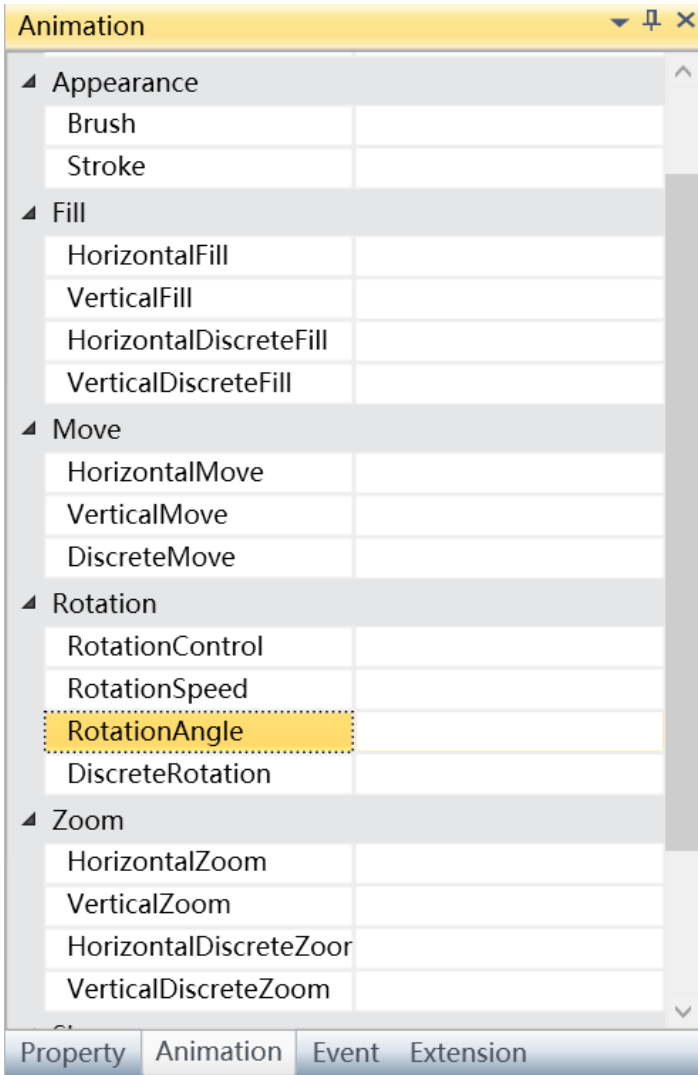 Animation
Appearance
Brush
Stroke
Fill
HorizontalFill
VerticalFill
HorizontalDiscreteFill
VerticalDiscreteFill
Move
HorizontalMove
VerticalMove
DiscreteMove
Rotation
RotationControl
RotationSpeed
RotationAngle
DiscreteRotation
Zoom
HorizontalZoom
VerticalZoom
HorizontalDiscreteZoor
VerticalDiscreteZoom
Property Animation Event Extension